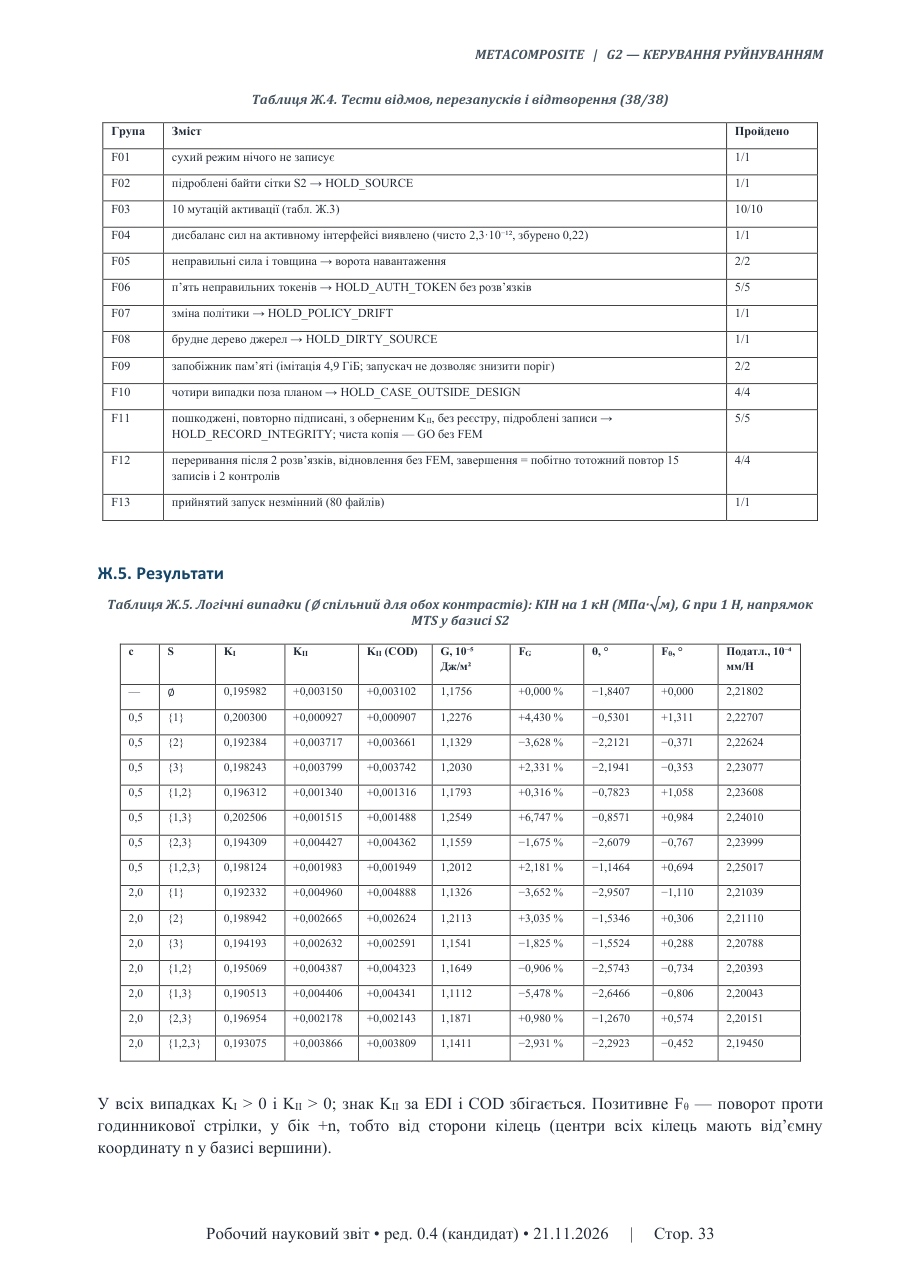 METACOMPOSITE | G2 — КЕРУВАННЯ РУЙНУВАННЯМ
Таблиця Ж.4. Тести відмов, перезапусків і відтворення (38/38)
Група Зміст Пройдено
F01 сухий режим нічого не записує 1/1
F02 підроблені байти сітки S2 → HOLD_SOURCE 1/1
F03 10 мутацій активації (табл. Ж.3) 10/10
F04 дисбаланс сил на активному інтерфейсі виявлено (чисто 2,3·10⁻¹², збурено 0,22) 1/1
F05 неправильні сила і товщина → ворота навантаження 2/2
F06 п’ять неправильних токенів → HOLD_AUTH_TOKEN без розв’язків 5/5
F07 зміна політики → HOLD_POLICY_DRIFT 1/1
F08 брудне дерево джерел → HOLD_DIRTY_SOURCE 1/1
F09 запобіжник пам’яті (імітація 4,9 ГіБ; запускач не дозволяє знизити поріг) 2/2
F10 чотири випадки поза планом → HOLD_CASE_OUTSIDE_DESIGN 4/4
F11 пошкоджені, повторно підписані, з оберненим K_II, без реєстру, підроблені записи → 5/5
HOLD_RECORD_INTEGRITY; чиста копія — GO без FEM
F12 переривання після 2 розв’язків, відновлення без FEM, завершення = побітно тотожний повтор 15 4/4
записів і 2 контролів
F13 прийнятий запуск незмінний (80 файлів) 1/1
Ж.5. Результати
Таблиця Ж.5. Логічні випадки (∅ спільний для обох контрастів): КІН на 1 кН (МПа·√м), G при 1 Н, напрямок
MTS у базисі S2
c S K_I K_II K_II (COD) G, 10⁻⁵ F_G θ, ° F_θ, ° Податл., 10⁻⁴
Дж/м² мм/Н
— ∅ 0,195982 +0,003150 +0,003102 1,1756 +0,000 % −1,8407 +0,000 2,21802
0,5 {1} 0,200300 +0,000927 +0,000907 1,2276 +4,430 % −0,5301 +1,311 2,22707
0,5 {2} 0,192384 +0,003717 +0,003661 1,1329 −3,628 % −2,2121 −0,371 2,22624
0,5 {3} 0,198243 +0,003799 +0,003742 1,2030 +2,331 % −2,1941 −0,353 2,23077
0,5 {1,2} 0,196312 +0,001340 +0,001316 1,1793 +0,316 % −0,7823 +1,058 2,23608
0,5 {1,3} 0,202506 +0,001515 +0,001488 1,2549 +6,747 % −0,8571 +0,984 2,24010
0,5 {2,3} 0,194309 +0,004427 +0,004362 1,1559 −1,675 % −2,6079 −0,767 2,23999
0,5 {1,2,3} 0,198124 +0,001983 +0,001949 1,2012 +2,181 % −1,1464 +0,694 2,25017
2,0 {1} 0,192332 +0,004960 +0,004888 1,1326 −3,652 % −2,9507 −1,110 2,21039
2,0 {2} 0,198942 +0,002665 +0,002624 1,2113 +3,035 % −1,5346 +0,306 2,21110
2,0 {3} 0,194193 +0,002632 +0,002591 1,1541 −1,825 % −1,5524 +0,288 2,20788
2,0 {1,2} 0,195069 +0,004387 +0,004323 1,1649 −0,906 % −2,5743 −0,734 2,20393
2,0 {1,3} 0,190513 +0,004406 +0,004341 1,1112 −5,478 % −2,6466 −0,806 2,20043
2,0 {2,3} 0,196954 +0,002178 +0,002143 1,1871 +0,980 % −1,2670 +0,574 2,20151
2,0 {1,2,3} 0,193075 +0,003866 +0,003809 1,1411 −2,931 % −2,2923 −0,452 2,19450
У всіх випадках K_I > 0 і K_II > 0; знак K_II за EDI і COD збігається. Позитивне F_θ — поворот проти
годинникової стрілки, у бік +n, тобто від сторони кілець (центри всіх кілець мають від’ємну
координату n у базисі вершини).
Робочий науковий звіт • ред. 0.4 (кандидат) • 21.11.2026 | Стор. 33